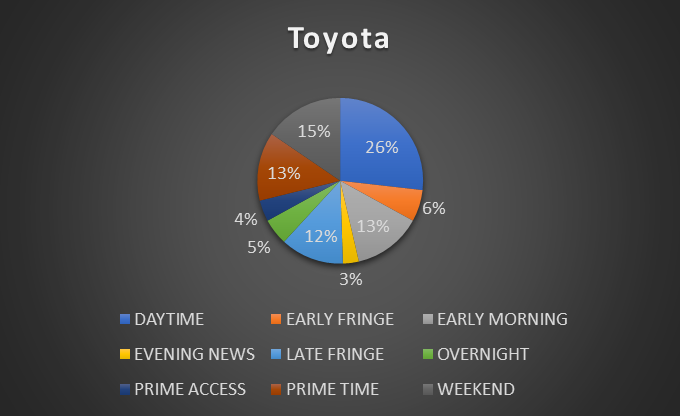 Toyota
15%
26%
13%
6%
4%
13%
5%
12%
3%
DAYTIME EARLY FRINGE EARLY MORNING
EVENING NEWS LATE FRINGE OVERNIGHT
PRIME ACCESS PRIME TIME WEEKEND